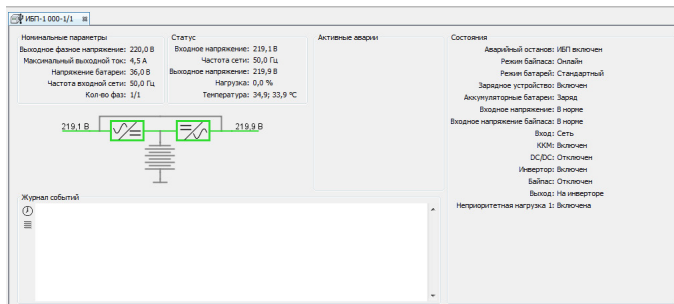 ИБП-1 000-1/1
Номинальные параметры
Выходное фазное напряжение: 220,0 В
Максимальный выходной ток: 4,5 А
Напряжение батареи: 36,0 В
Частота входной сети: 50,0 Гц
Кол-во фаз: 1/1
Статус
Входное напряжение: 219,1 В
Частота сети: 50,0 Гц
Выходное напряжение: 219,9 В
Нагрузка: 0,0 %
Температура: 34,9; 33,9 °C
Активные аварии
Состояния
Аварийный останов: ИБП включен
Режим байпаса: Онлайн
Режим батарей: Стандартный
Зарядное устройство: Включен
Аккумуляторные батареи: Заряд
Входное напряжение: В норме
Входное напряжение байпаса: В норме
Вход: Сеть
ККМ: Включен
DC/DC: Отключен
Инвертор: Включен
Байпас: Отключен
Выход: На инверторе
Неприоритетная нагрузка 1: Включена
219,1 В
219,9 В
Журнал событий